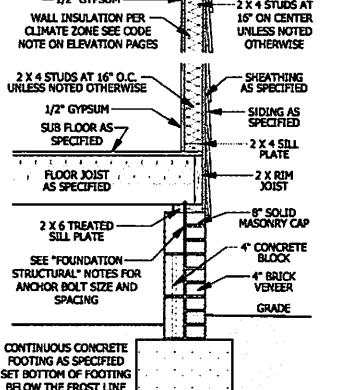 1/2" GYPSUM
2 X 4 STUDS AT
16" ON CENTER
UNLESS NOTED
OTHERWISE
WALL INSULATION PER
CLIMATE ZONE SEE CODE
NOTE ON ELEVATION PAGES
2 X 4 STUDS AT 16" O.C.
UNLESS NOTED OTHERWISE
SHEATHING
AS SPECIFIED
1/2" GYPSUM
SIDING AS
SPECIFIED
SUB FLOOR AS
SPECIFIED
2 X 4 SILL
PLATE
FLOOR JOIST
AS SPECIFIED
2 X RIM
JOIST
2 X 6 TREATED
SILL PLATE
8" SOLID
MASONRY CAP
4" CONCRETE
BLOCK
SEE "FOUNDATION
STRUCTURAL" NOTES FOR
ANCHOR BOLT SIZE AND
SPACING
4" BRICK
VENEER
GRADE
CONTINUOUS CONCRETE
FOOTING AS SPECIFIED
SET BOTTOM OF FOOTING
BELOW THE FROST LINE